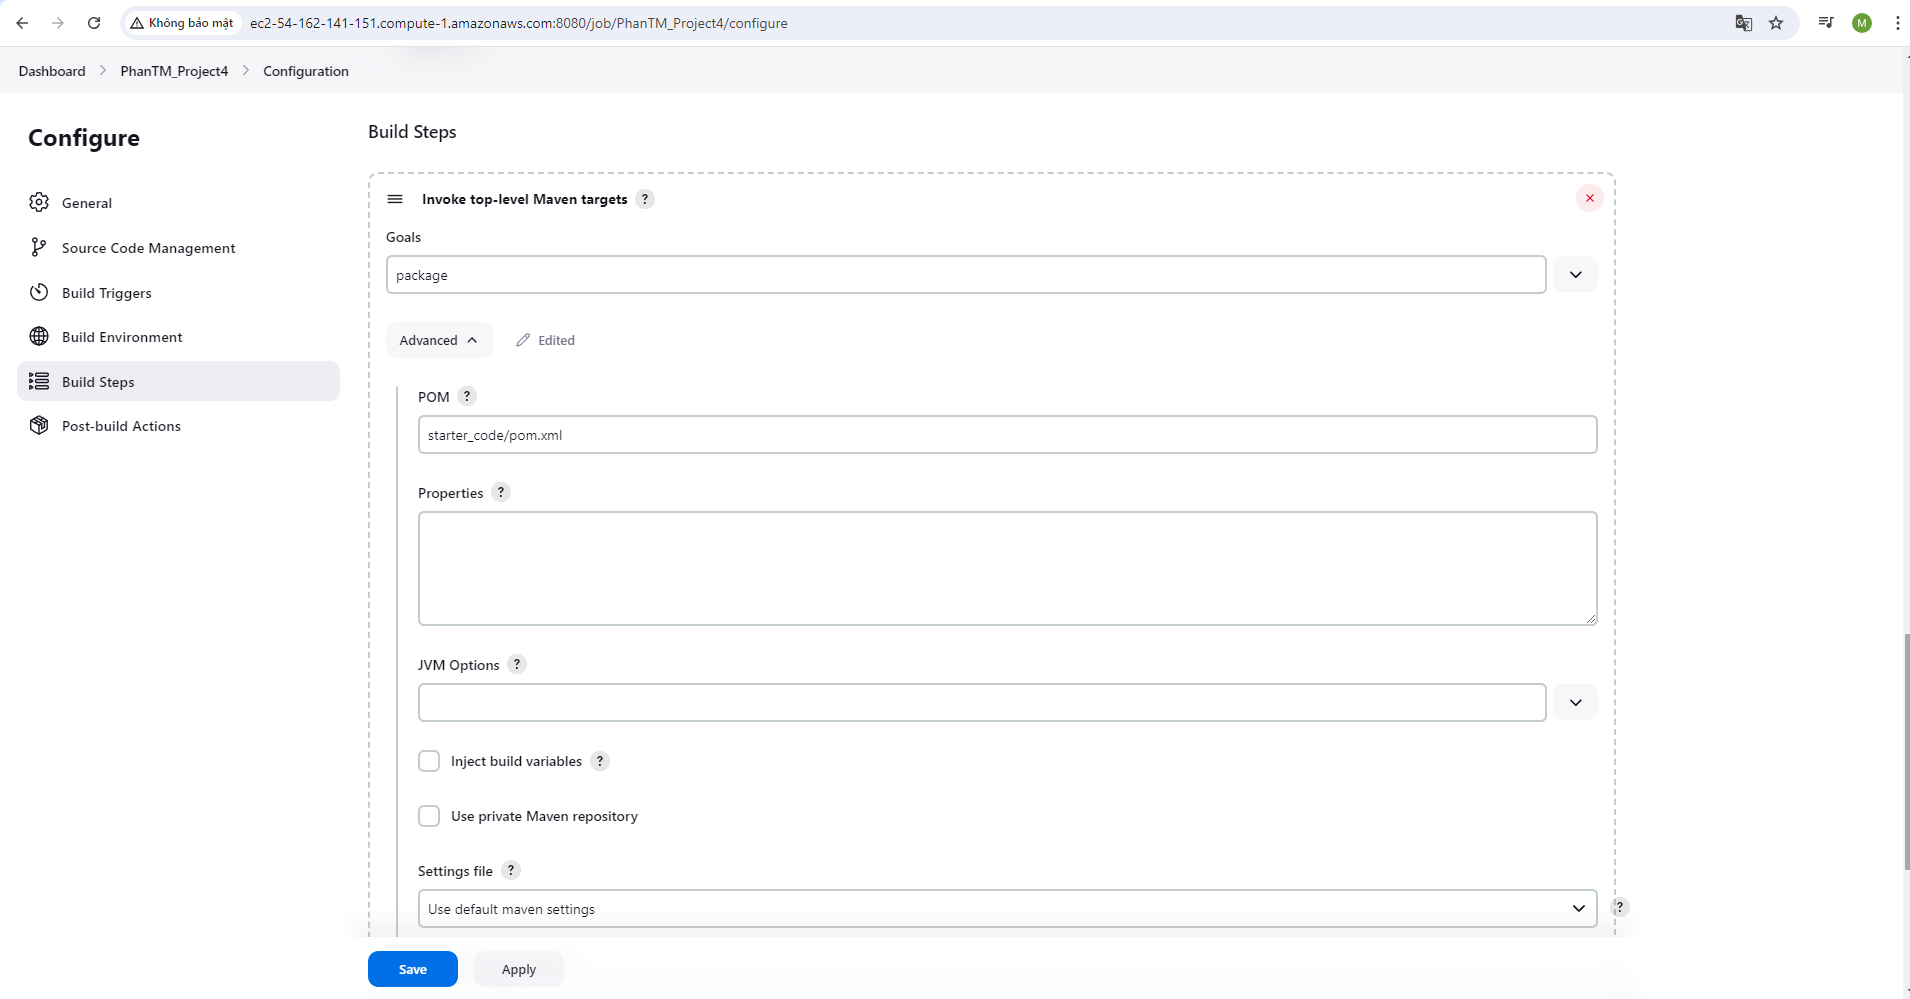 Không bảo mật ec2-54-162-141-151.compute-1.amazonaws.com:8080/job/PhanTM_Project4/configure M
Dashboard PhanTM_Project4 Configuration
Configure
General
Source Code Management
Build Triggers
Build Environment
Build Steps
Post-build Actions
Build Steps
Invoke top-level Maven targets ?
Goals
package
Advanced Edited
POM ?
starter_code/pom.xml
Properties ?
JVM Options ?
Inject build variables ?
Use private Maven repository
Settings file ?
Use default maven settings ?
Save Apply